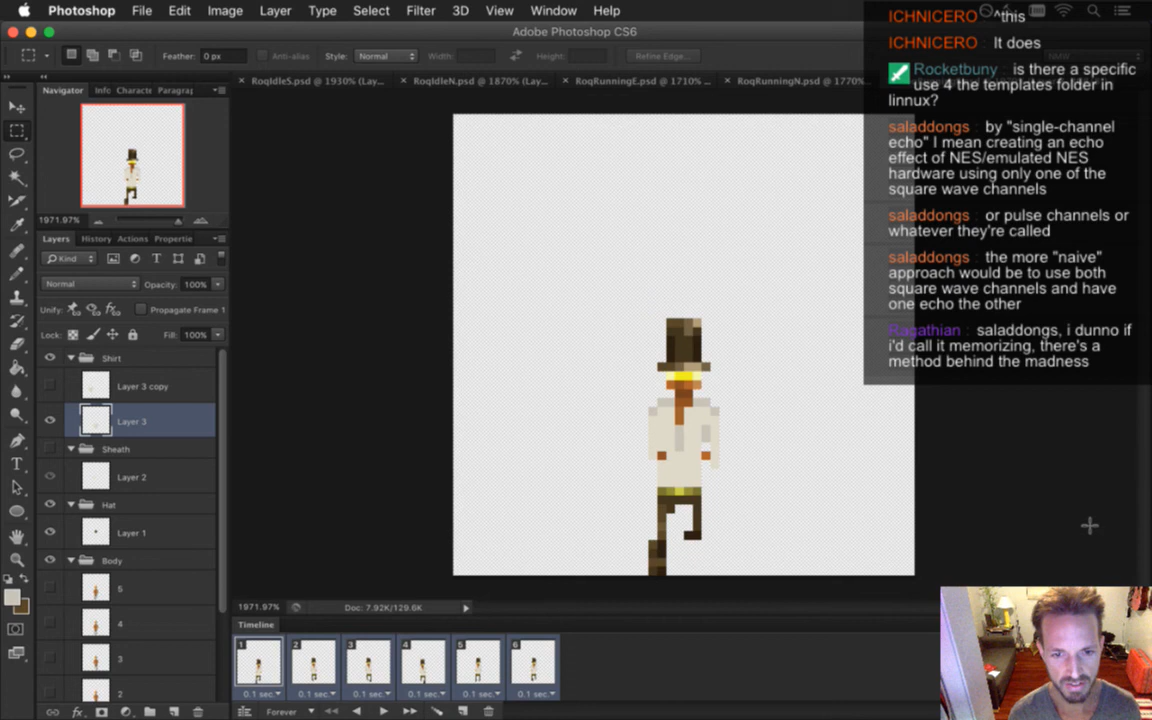 Photoshop File Edit Image Layer Type Select Filter 3D View Window Help
Adobe Photoshop CS6
Feather: 0 px Anti-alias Style: Normal Width: Height: Refine Edge...
RoqIdleS.psd @ 1930% (Lay... RoqIdleN.psd @ 1870% (Lay... RoqRunningE.psd @ 1710% ... RoqRunningN.psd @ 1770%
Navigator Info Characte Paragra
1971.97%
Layers History Actions Propertie
Kind
Normal Opacity: 100%
Unify: Propagate Frame 1
Lock: Fill: 100%
Shirt
Layer 3 copy
Layer 3
Sheath
Layer 2
Hat
Layer 1
Body
5
4
3
2
1971.97% Doc: 7.92K/129.6K
Timeline
1 2 3 4 5 6
0.1 sec. 0.1 sec. 0.1 sec. 0.1 sec. 0.1 sec. 0.1 sec.
Forever
ICHNICERO ^this
ICHNICERO : It does
Rocketbuny : is there a specific
use 4 the templates folder in
linnux?
saladdongs : by "single-channel
echo" I mean creating an echo
effect of NES/emulated NES
hardware using only one of the
square wave channels
saladdongs : or pulse channels or
whatever they're called
saladdongs : the more "naive"
approach would be to use both
square wave channels and have
one echo the other
Ragathian : saladdongs, i dunno if
i'd call it memorizing, there's a
method behind the madness